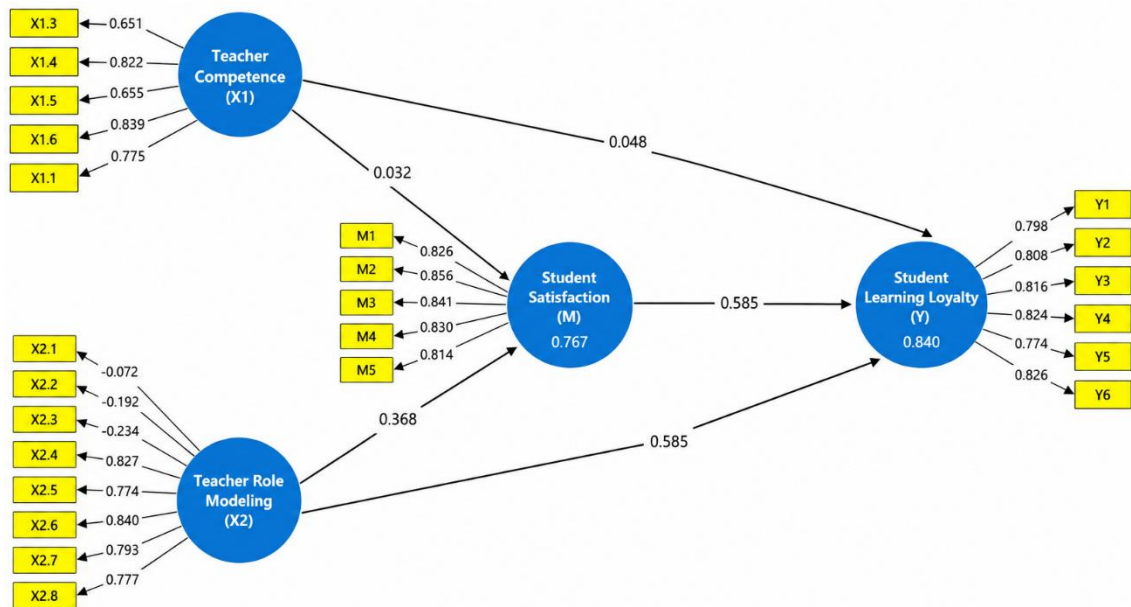 X1.3
0.651
X1.4
0.822
X1.5
0.655
X1.6
0.839
X1.1
0.775
Teacher
Competence
(X1)
0.048
0.032
M1
0.826
M2
0.856
M3
0.841
M4
0.830
M5
0.814
Student
Satisfaction
(M)
0.767
0.585
Student
Learning Loyalty
(Y)
0.840
Y1
0.798
Y2
0.808
Y3
0.816
Y4
0.824
Y5
0.774
Y6
0.826
X2.1
-0.072
X2.2
-0.192
X2.3
-0.234
X2.4
0.827
X2.5
0.774
X2.6
0.840
X2.7
0.793
X2.8
0.777
Teacher Role
Modeling
(X2)
0.368
0.585